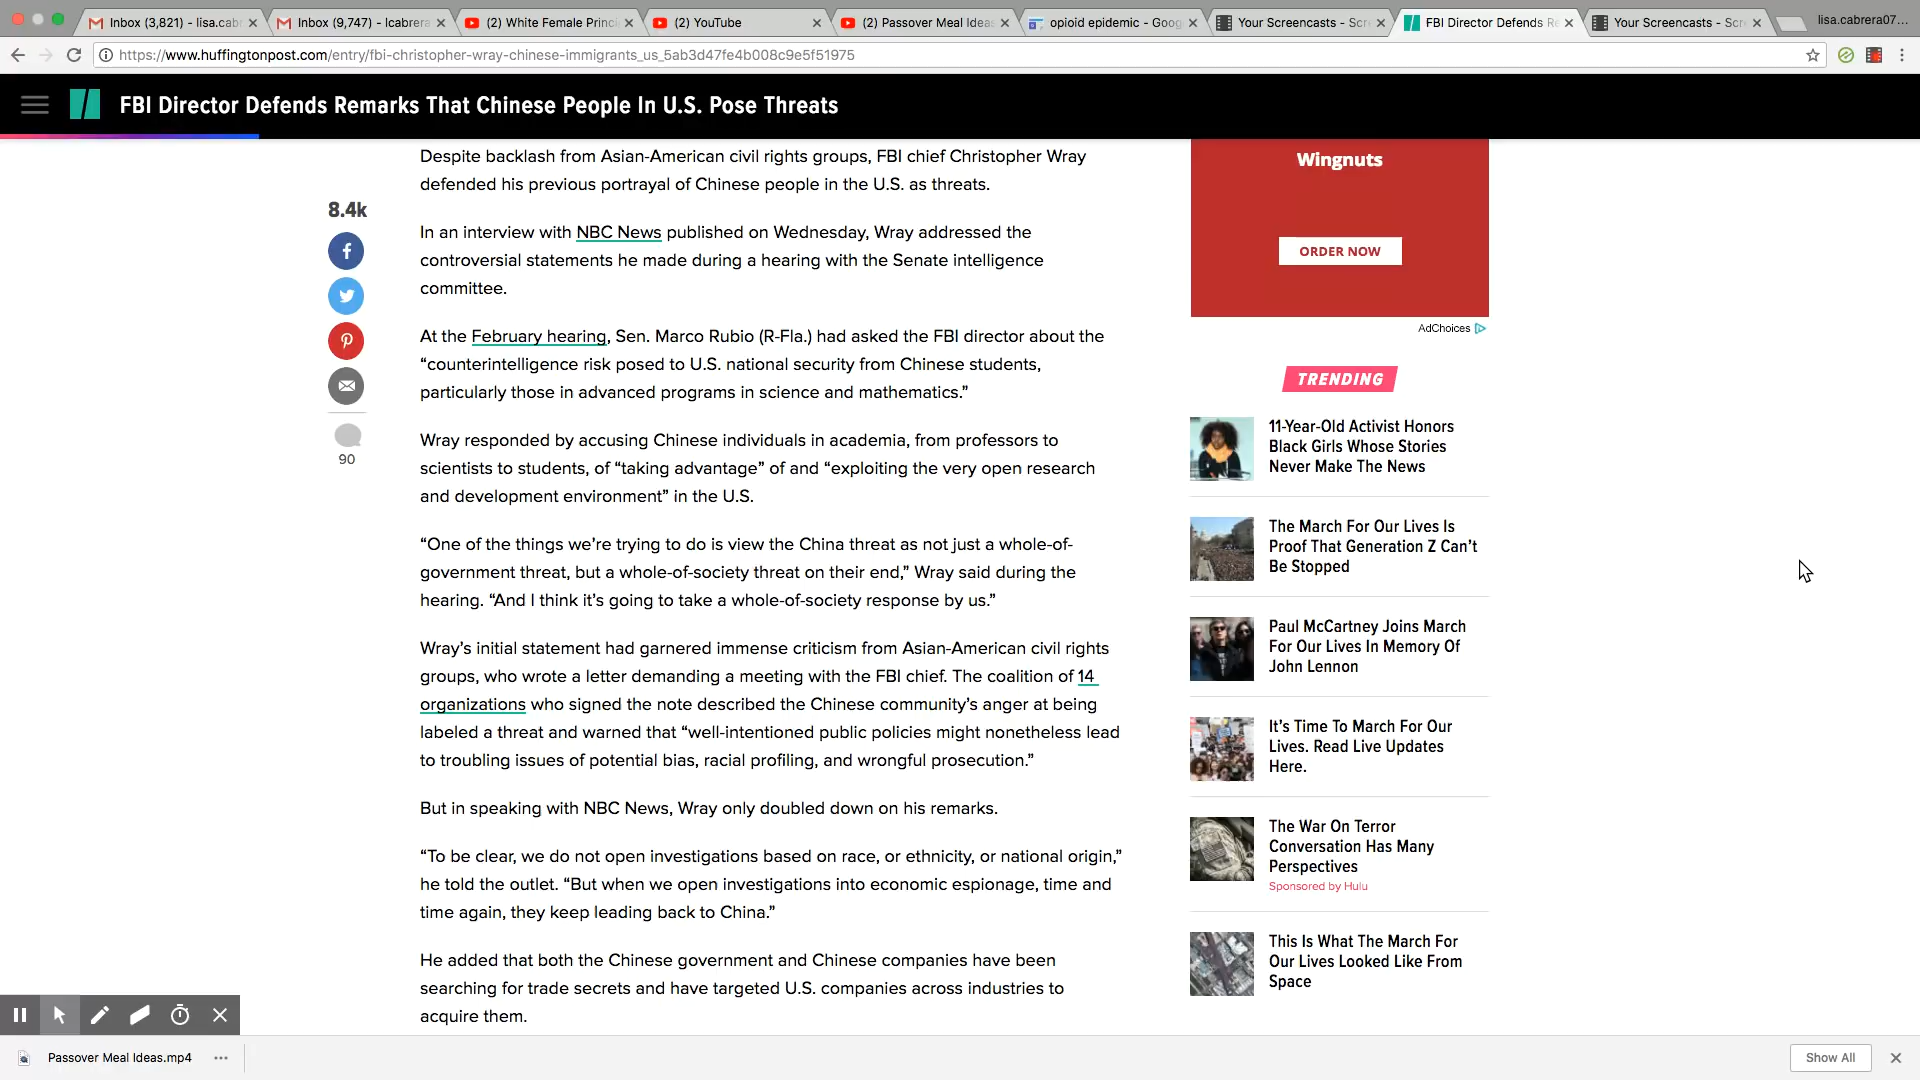 Inbox (3,821) - lisa.cab
Inbox (9,747) - lcabrera
(2) White Female Princi
(2) YouTube
(2) Passover Meal Ideas
opioid epidemic - Goog
Your Screencasts - Scr
FBI Director Defends Re
Your Screencasts - Scr
lisa.cabrera07...
https://www.huffingtonpost.com/entry/fbi-christopher-wray-chinese-immigrants_us_5ab3d47fe4b008c9e5f51975
FBI Director Defends Remarks That Chinese People In U.S. Pose Threats
Despite backlash from Asian-American civil rights groups, FBI chief Christopher Wray
defended his previous portrayal of Chinese people in the U.S. as threats.
8.4k
In an interview with NBC News published on Wednesday, Wray addressed the
controversial statements he made during a hearing with the Senate intelligence
committee.
At the February hearing, Sen. Marco Rubio (R-Fla.) had asked the FBI director about the
“counterintelligence risk posed to U.S. national security from Chinese students,
particularly those in advanced programs in science and mathematics.”
90
Wray responded by accusing Chinese individuals in academia, from professors to
scientists to students, of “taking advantage” of and “exploiting the very open research
and development environment” in the U.S.
“One of the things we’re trying to do is view the China threat as not just a whole-of-
government threat, but a whole-of-society threat on their end,” Wray said during the
hearing. “And I think it’s going to take a whole-of-society response by us.”
Wray’s initial statement had garnered immense criticism from Asian-American civil rights
groups, who wrote a letter demanding a meeting with the FBI chief. The coalition of 14
organizations who signed the note described the Chinese community’s anger at being
labeled a threat and warned that “well-intentioned public policies might nonetheless lead
to troubling issues of potential bias, racial profiling, and wrongful prosecution.”
But in speaking with NBC News, Wray only doubled down on his remarks.
“To be clear, we do not open investigations based on race, or ethnicity, or national origin,”
he told the outlet. “But when we open investigations into economic espionage, time and
time again, they keep leading back to China.”
He added that both the Chinese government and Chinese companies have been
searching for trade secrets and have targeted U.S. companies across industries to
acquire them.
Wingnuts
ORDER NOW
AdChoices
TRENDING
11-Year-Old Activist Honors
Black Girls Whose Stories
Never Make The News
The March For Our Lives Is
Proof That Generation Z Can’t
Be Stopped
Paul McCartney Joins March
For Our Lives In Memory Of
John Lennon
It’s Time To March For Our
Lives. Read Live Updates
Here.
The War On Terror
Conversation Has Many
Perspectives
Sponsored by Hulu
This Is What The March For
Our Lives Looked Like From
Space
Passover Meal Ideas.mp4
Show All